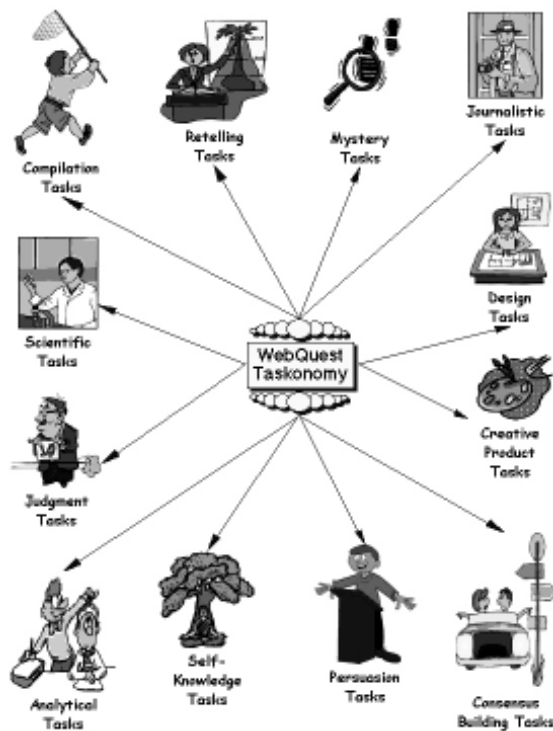 Compilation
Tasks
Retelling
Tasks
Mystery
Tasks
Journalistic
Tasks
Scientific
Tasks
WebQuest
Taskonomy
Design
Tasks
Judgment
Tasks
Creative
Product
Tasks
Analytical
Tasks
Self-
Knowledge
Tasks
Persuasion
Tasks
Consensus
Building Tasks